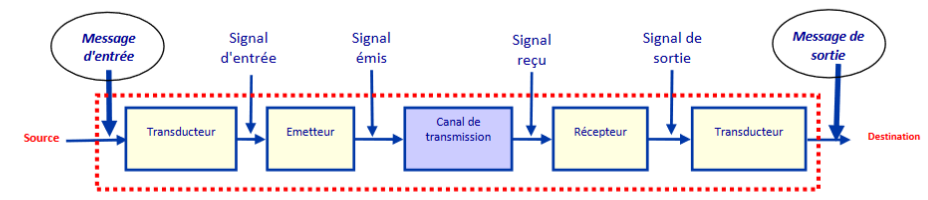 Message
d'entrée
Signal
d'entrée
Signal
émis
Signal
reçu
Signal de
sortie
Message de
sortie
Source
Transducteur
Emetteur
Canal de
transmission
Récepteur
Transducteur
Destination